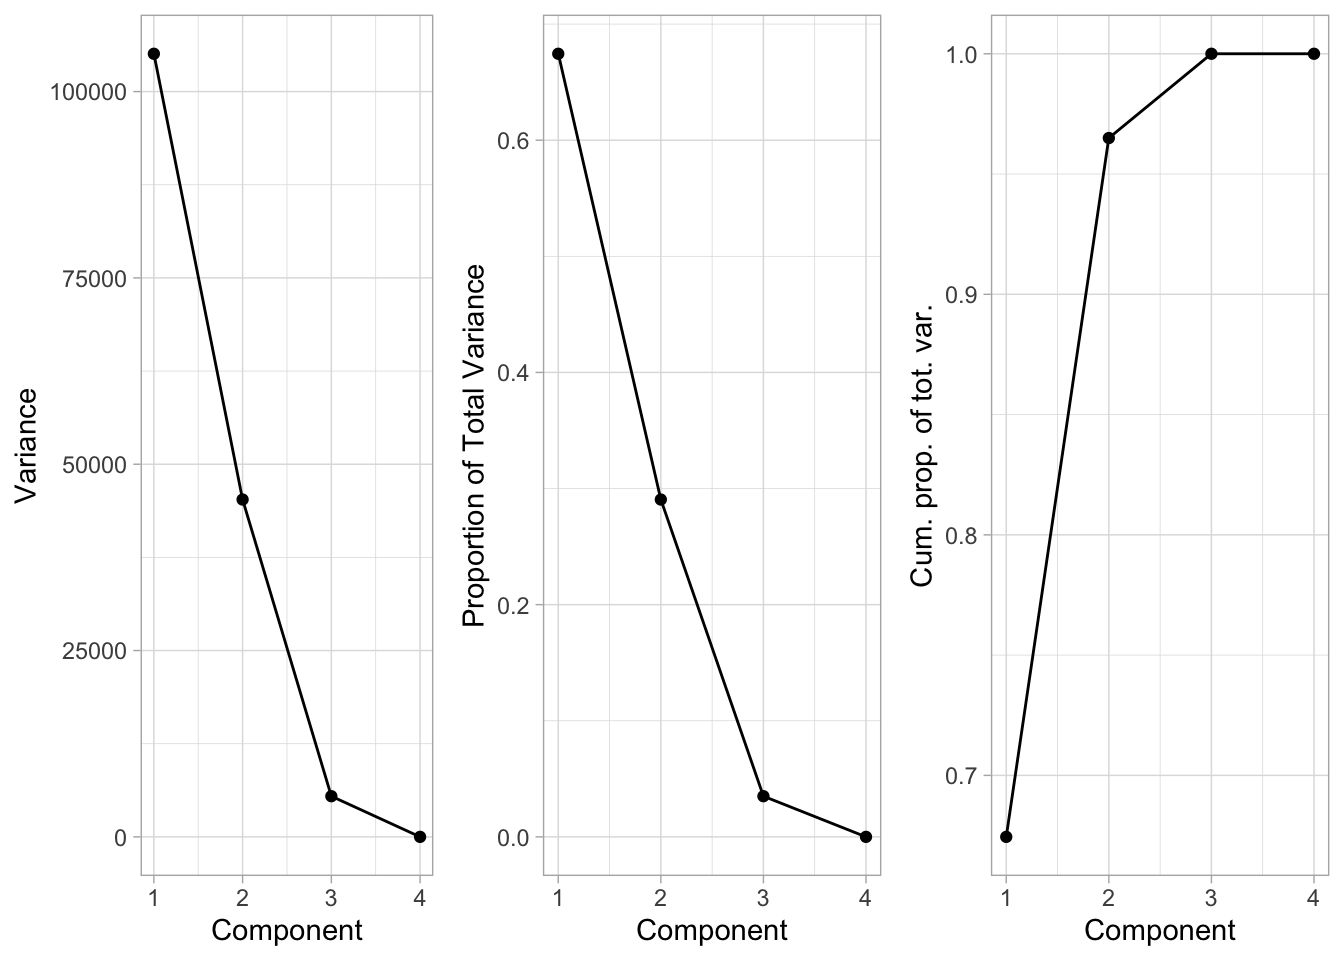 Variance
100000
75000
50000
25000
0
1 2 3 4
Component
Proportion of Total Variance
0.6
0.4
0.2
0.0
1 2 3 4
Component
Cum. prop. of tot. var.
1.0
0.9
0.8
0.7
1 2 3 4
Component